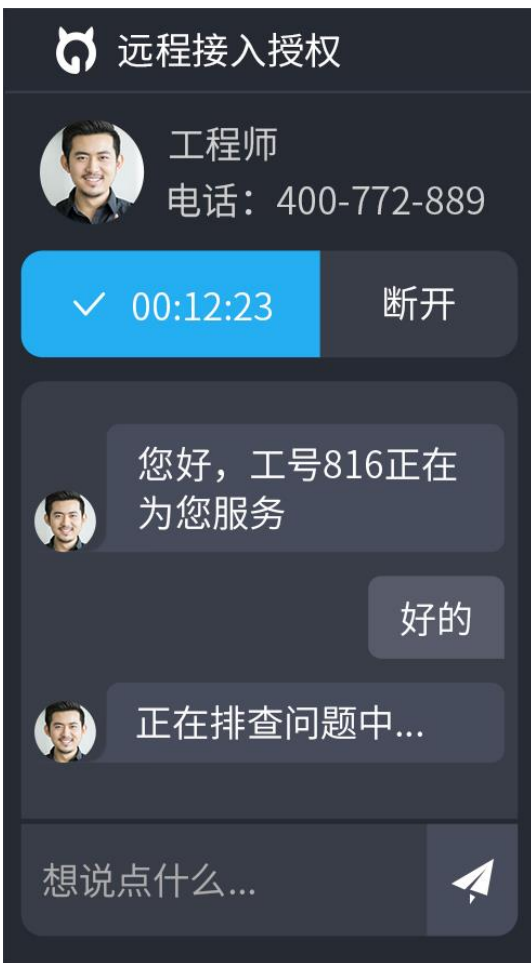 远程接入授权
工程师
电话：400-772-889
00:12:23
断开
您好，工号816正在
为您服务
好的
正在排查问题中...
想说点什么...